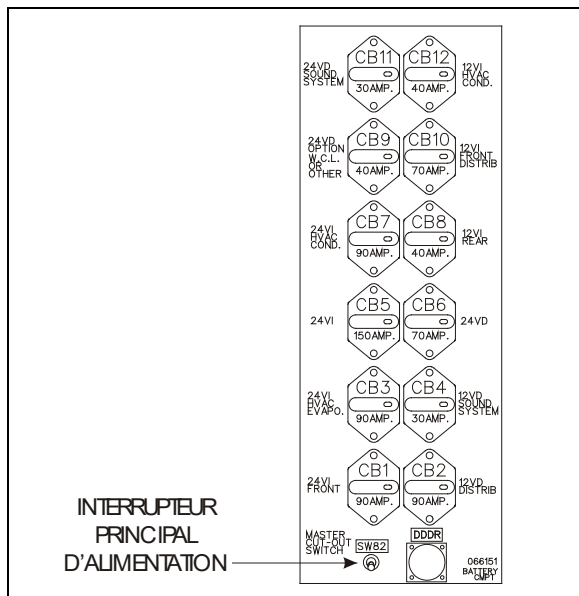 24VD
SOUND
SYSTEM
CB11
30AMP.
CB12
40AMP.
12VI
HVAC
COND.
24VD
OPTION
W.C.L.
OR
OTHER
CB9
40AMP.
CB10
70AMP.
12VI
FRONT
DISTRIB
24VI
HVAC
COND.
CB7
90AMP.
CB8
40AMP.
12VI
REAR
24VI
CB5
150AMP.
CB6
70AMP.
24VD
24VI
HVAC
EVAPO.
CB3
90AMP.
CB4
30AMP.
12VD
SOUND
SYSTEM
24VI
FRONT
CB1
90AMP.
CB2
90AMP.
12VD
DISTRIB
INTERRUPTEUR
PRINCIPAL
D'ALIMENTATION
MASTER
CUT-OUT
SWITCH
SW82
DDDR
066151
BATTERY
CMPT